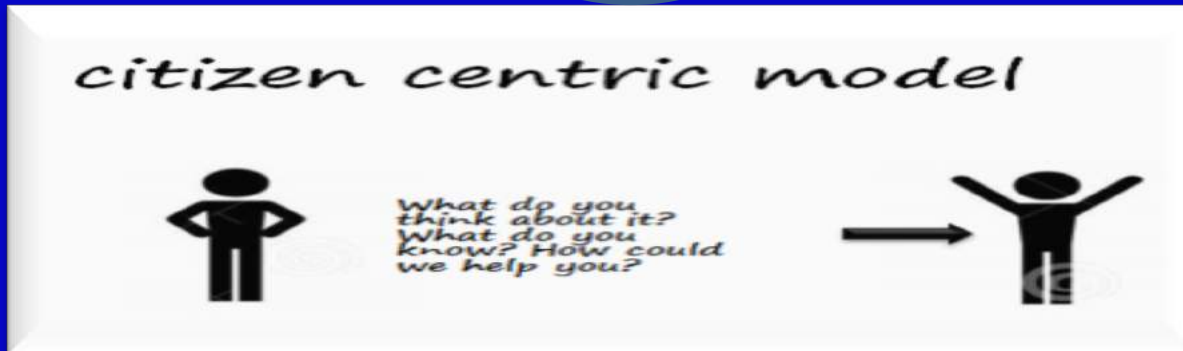 citizen centric model
What do you
think about it?
What do you
know? How could
we help you?